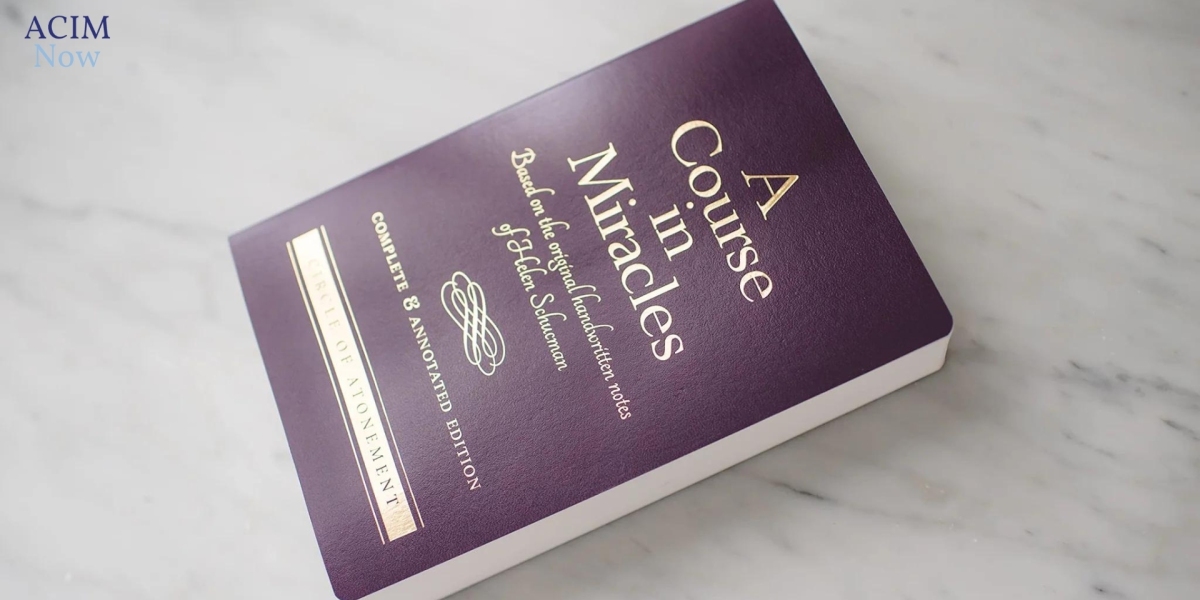 ACIM
Now
A
Course
in
Miracles
Based on the original handwritten notes
of Helen Schucman
COMPLETE & ANNOTATED EDITION
CIRCLE OF ATONEMENT